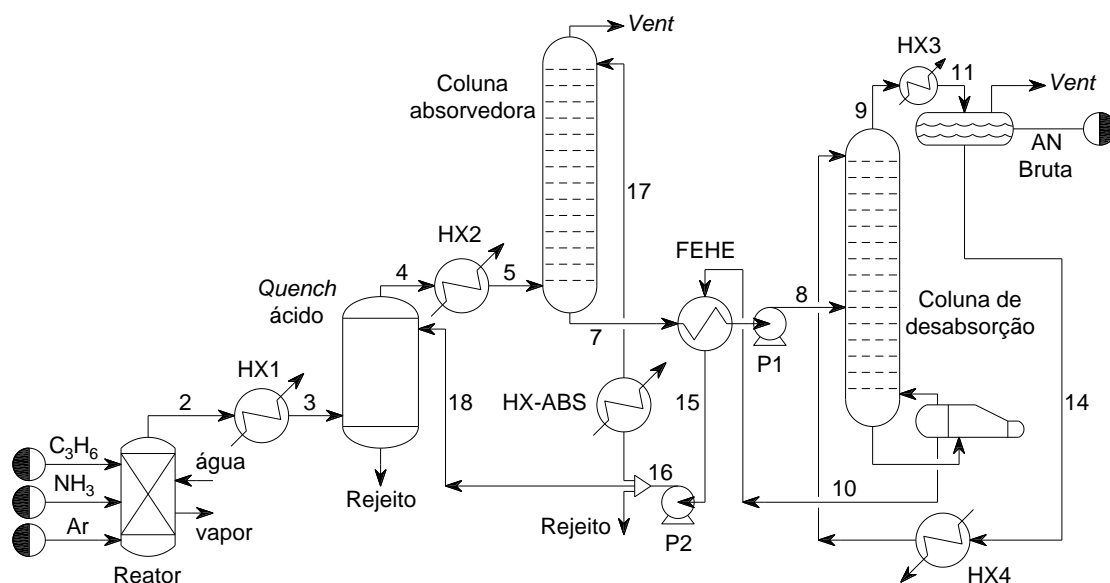 Vent
HX3
11
Vent
Coluna
absorvedora
9
AN
Bruta
17
HX2
FEHE
4
5
8
Quench
ácido
Coluna de
desabsorção
7
P1
HX1
HX-ABS
18
15
14
2
3
C3H6
água
16
NH3
Rejeito
10
Ar
vapor
Rejeito
P2
Reator
HX4